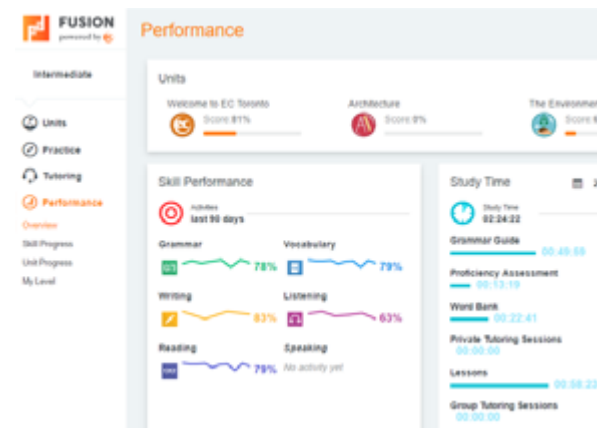 FUSION
powered by
Performance
Intermediate
Units
Practice
Tutoring
Performance
Overview
Skill Progress
Unit Progress
My Level
Units
Welcome to EC Toronto
Score 81%
Architecture
Score 0%
The Environmen
Score
Skill Performance
Activities
last 90 days
Grammar
78%
Vocabulary
79%
Writing
83%
Listening
63%
Reading
79%
Speaking
No activity yet
Study Time
Study Time
02:24:22
Grammar Guide
00:49:59
Proficiency Assessment
00:13:19
Word Bank
00:22:41
Private Tutoring Sessions
00:00:00
Lessons
00:58:23
Group Tutoring Sessions
00:00:00